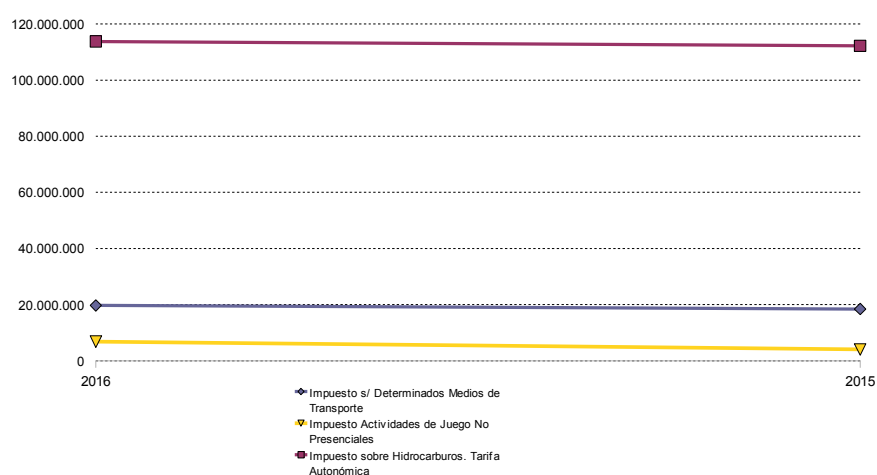 120.000.000
100.000.000
80.000.000
60.000.000
40.000.000
20.000.000
0
2016
2015
Impuesto s/ Determinados Medios de
Transporte
Impuesto Actividades de Juego No
Presenciales
Impuesto sobre Hidrocarburos. Tarifa
Autonómica